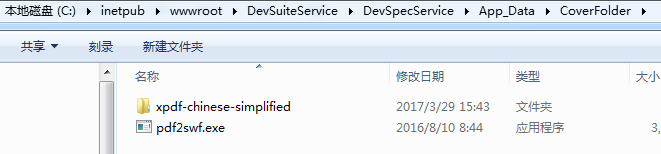 本地磁盘 (C:) ▸ inetpub ▸ wwwroot ▸ DevSuiteService ▸ DevSpecService ▸ App_Data ▸ CoverFolder ▸
共享 ▾ 刻录 新建文件夹
名称 修改日期 类型 大小
xpdf-chinese-simplified 2017/3/29 15:43 文件夹
pdf2swf.exe 2016/8/10 8:44 应用程序 3,